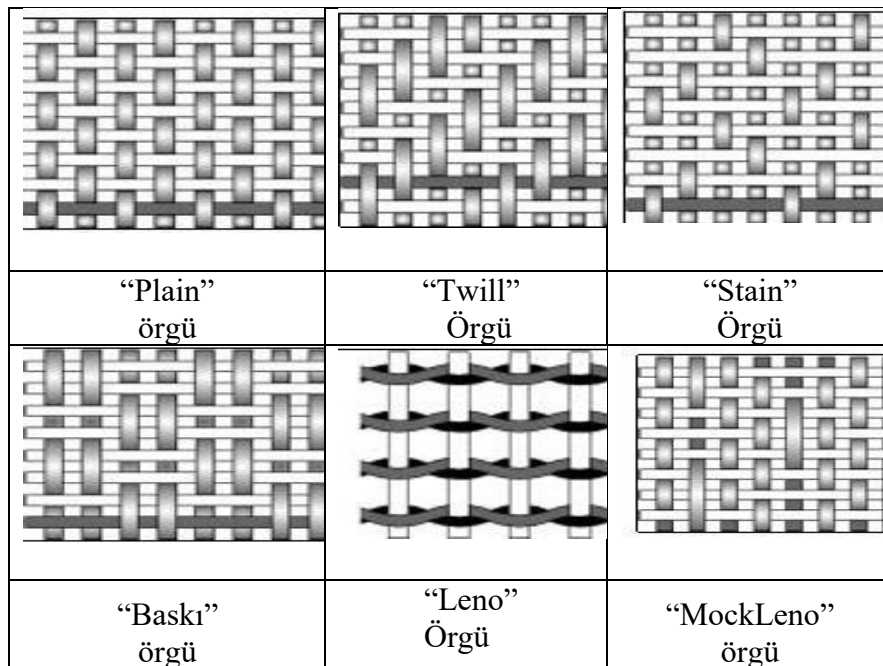 “Plain”
örgü
“Twill”
Örgü
“Stain”
Örgü
“Baskı”
örgü
“Leno”
Örgü
“MockLeno”
örgü